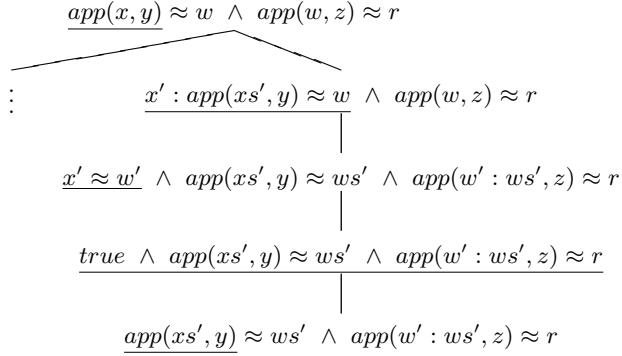 app(x, y) ≈ w ∧ app(w, z) ≈ r
⋮ x′ : app(xs′, y) ≈ w ∧ app(w, z) ≈ r
x′ ≈ w′ ∧ app(xs′, y) ≈ ws′ ∧ app(w′ : ws′, z) ≈ r
true ∧ app(xs′, y) ≈ ws′ ∧ app(w′ : ws′, z) ≈ r
app(xs′, y) ≈ ws′ ∧ app(w′ : ws′, z) ≈ r